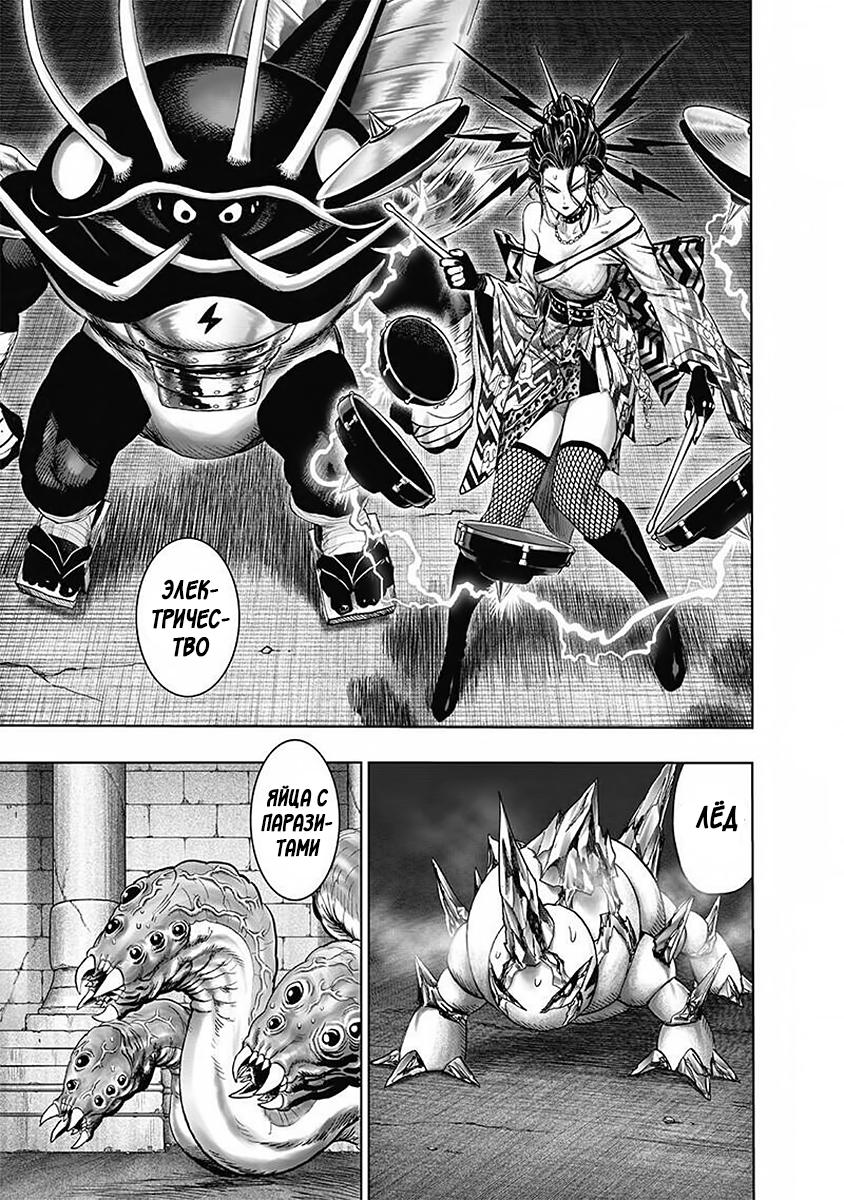 ЭЛЕК-
ТРИЧЕС-
ТВО
ЛЁД
ЯЙЦА С
ПАРАЗИ-
ТАМИ